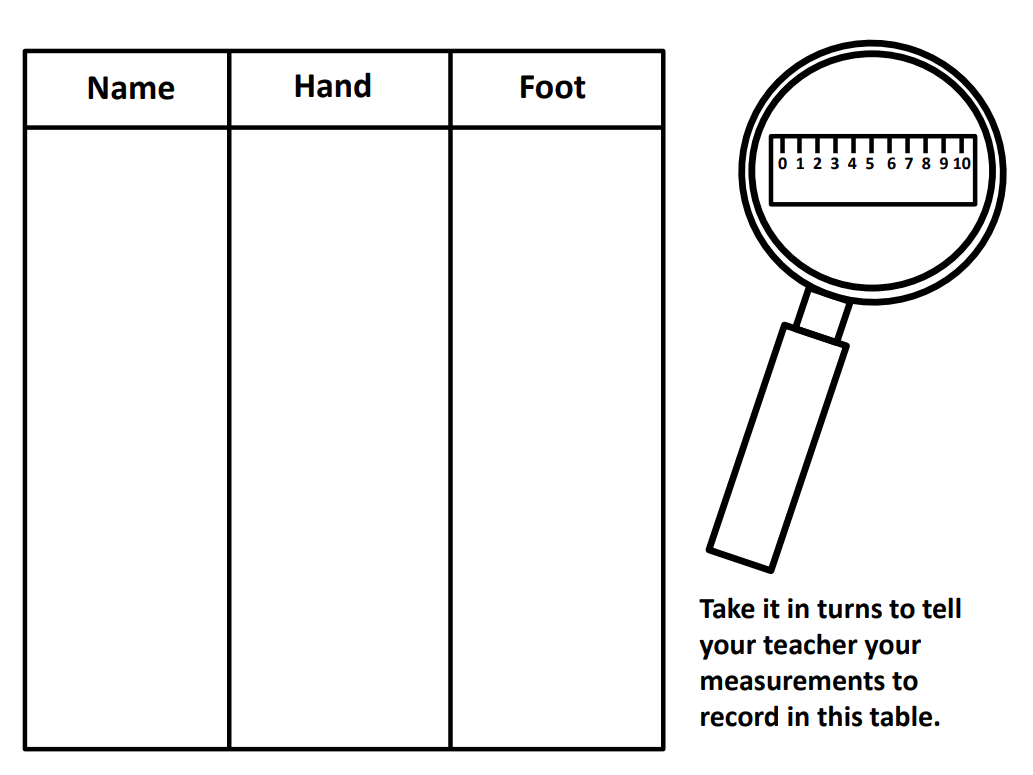 Name Hand Foot
0 1 2 3 4 5 6 7 8 9 10
Take it in turns to tell
your teacher your
measurements to
record in this table.